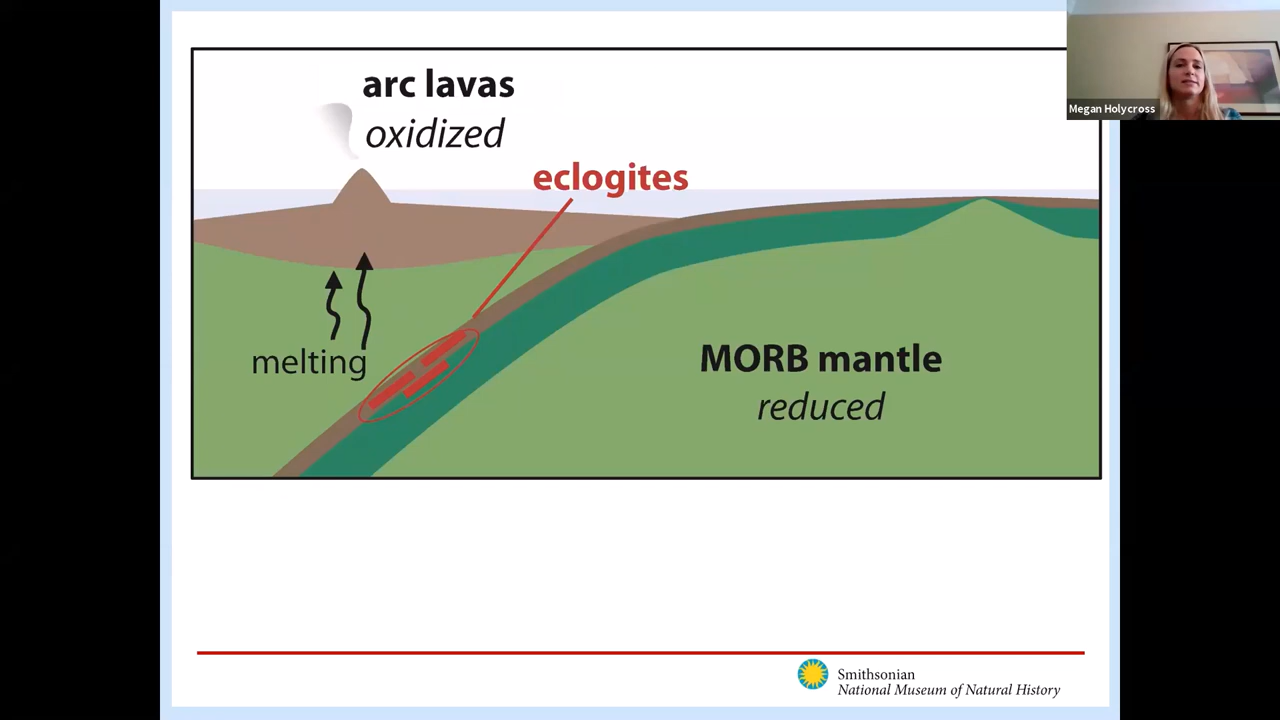 arc lavas
oxidized
eclogites
melting
MORB mantle
reduced
Megan Holycross
Smithsonian
National Museum of Natural History